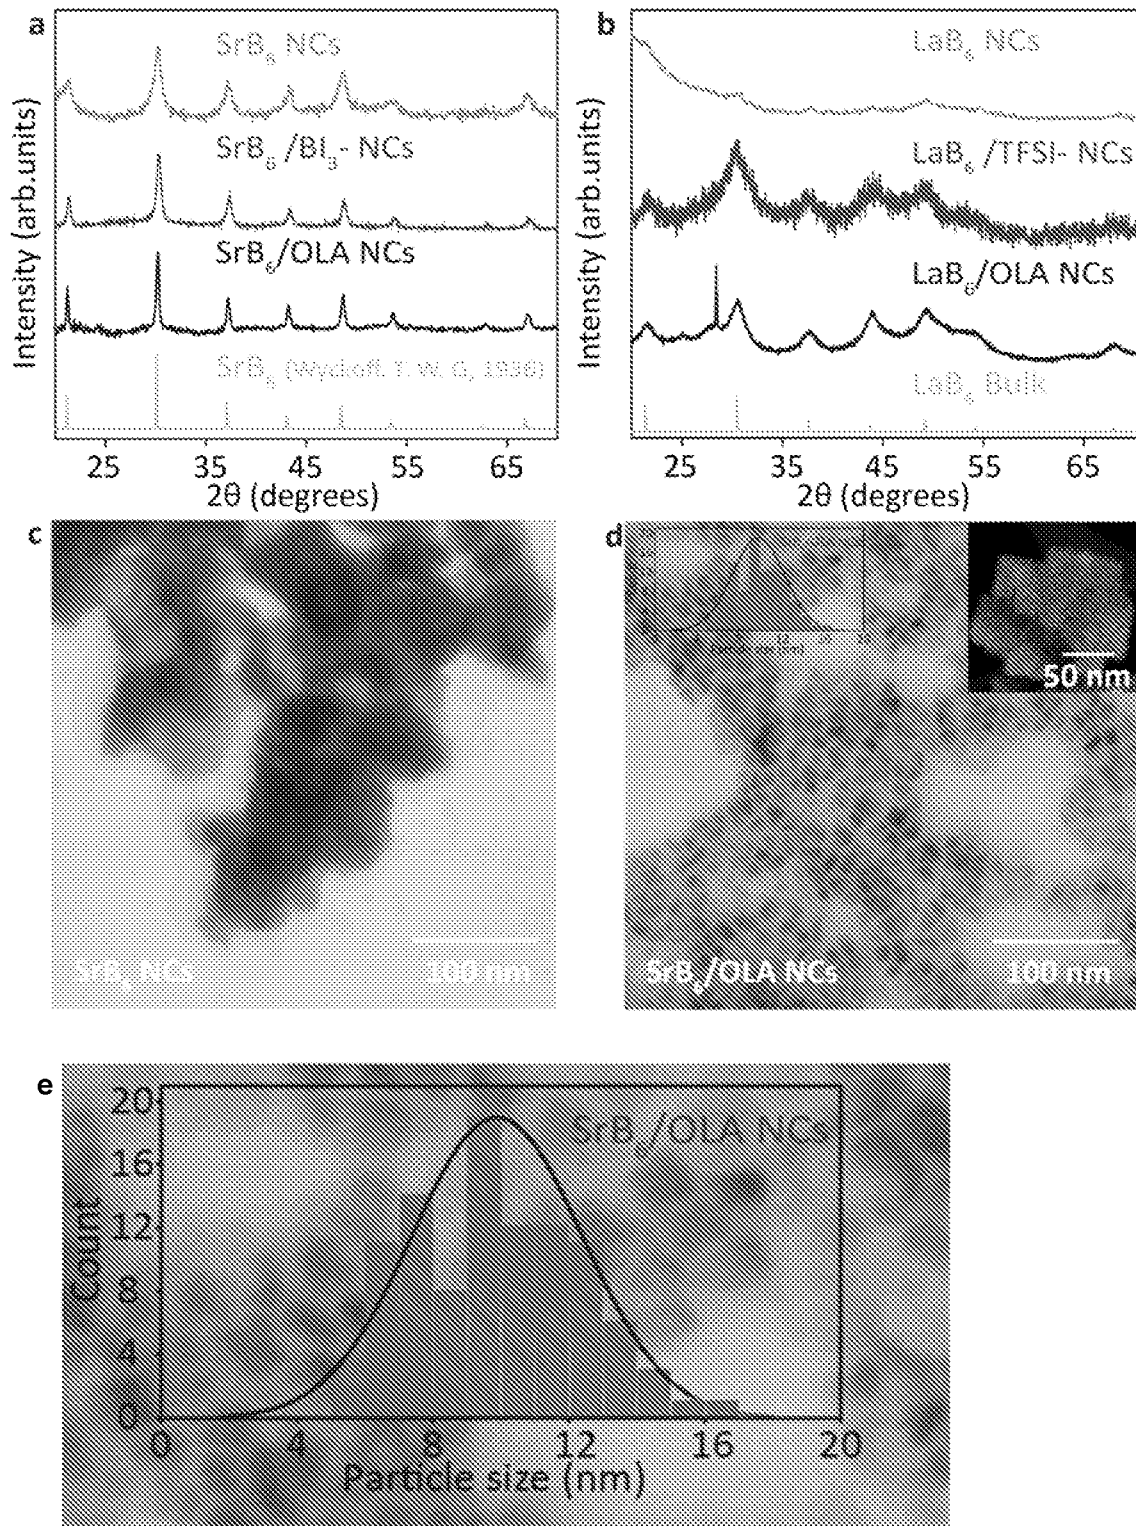 a
SrB₆ NCs
SrB₆ /BI₃- NCs
SrB₆/OLA NCs
SrB₆ (Wyckoff. T. W. G, 1936)
Intensity (arb.units)
25 35 45 55 65
2θ (degrees)
b
LaB₆ NCs
LaB₆ /TFSI- NCs
LaB₆/OLA NCs
LaB₆ Bulk
Intensity (arb.units)
25 35 45 55 65
2θ (degrees)
c
SrB₆ NCs
100 nm
d
50 nm
SrB₆/OLA NCs
100 nm
e
SrB₆/OLA NCs
20
16
12
8
4
0
Count
0 4 8 12 16 20
Particle size (nm)